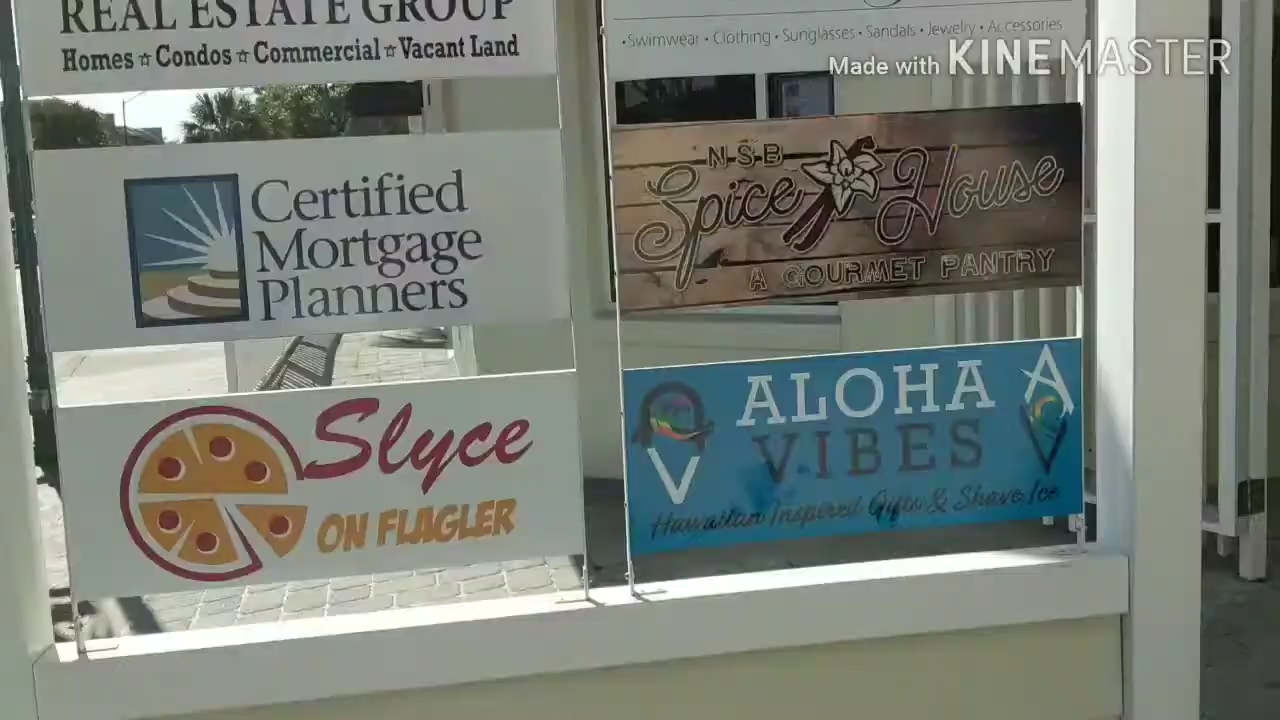 REAL ESTATE GROUP
Homes ☆ Condos ☆ Commercial ☆ Vacant Land
Certified
Mortgage
Planners
Slyce
ON FLAGLER
•Swimwear • Clothing • Sunglasses • Sandals • Jewelry • Accessories
Made with KINEMASTER
NSB
Spice House
A GOURMET PANTRY
ALOHA
VIBES
Hawaiian Inspired Gifts & Shave Ice